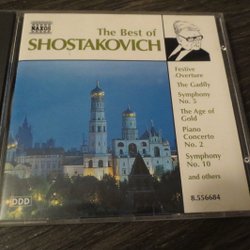 NAXOS
The Best of
SHOSTAKOVICH
Festive
Overture
The Gadfly
Symphony
No. 5
The Age of
Gold
Piano
Concerto
No. 2
Symphony
No. 10
and others
8.556684
DDD